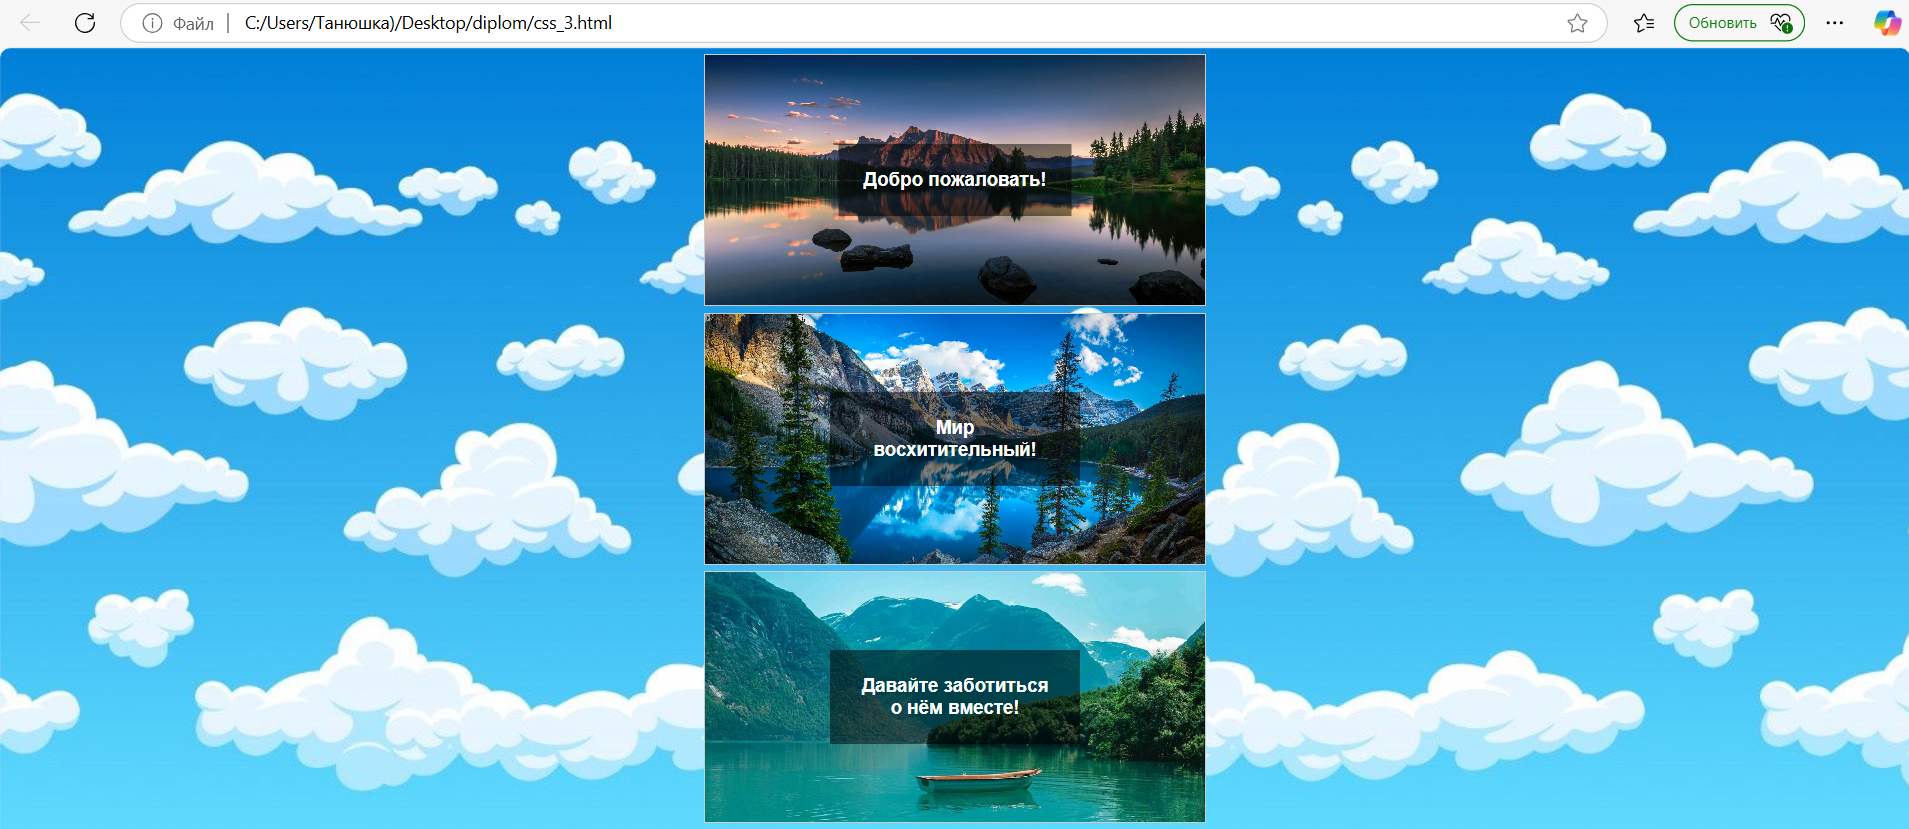 Файл
C:/Users/Танюшка)/Desktop/diplom/css_3.html
Обновить
Добро пожаловать!
Мир
восхитительный!
Давайте заботиться
о нём вместе!